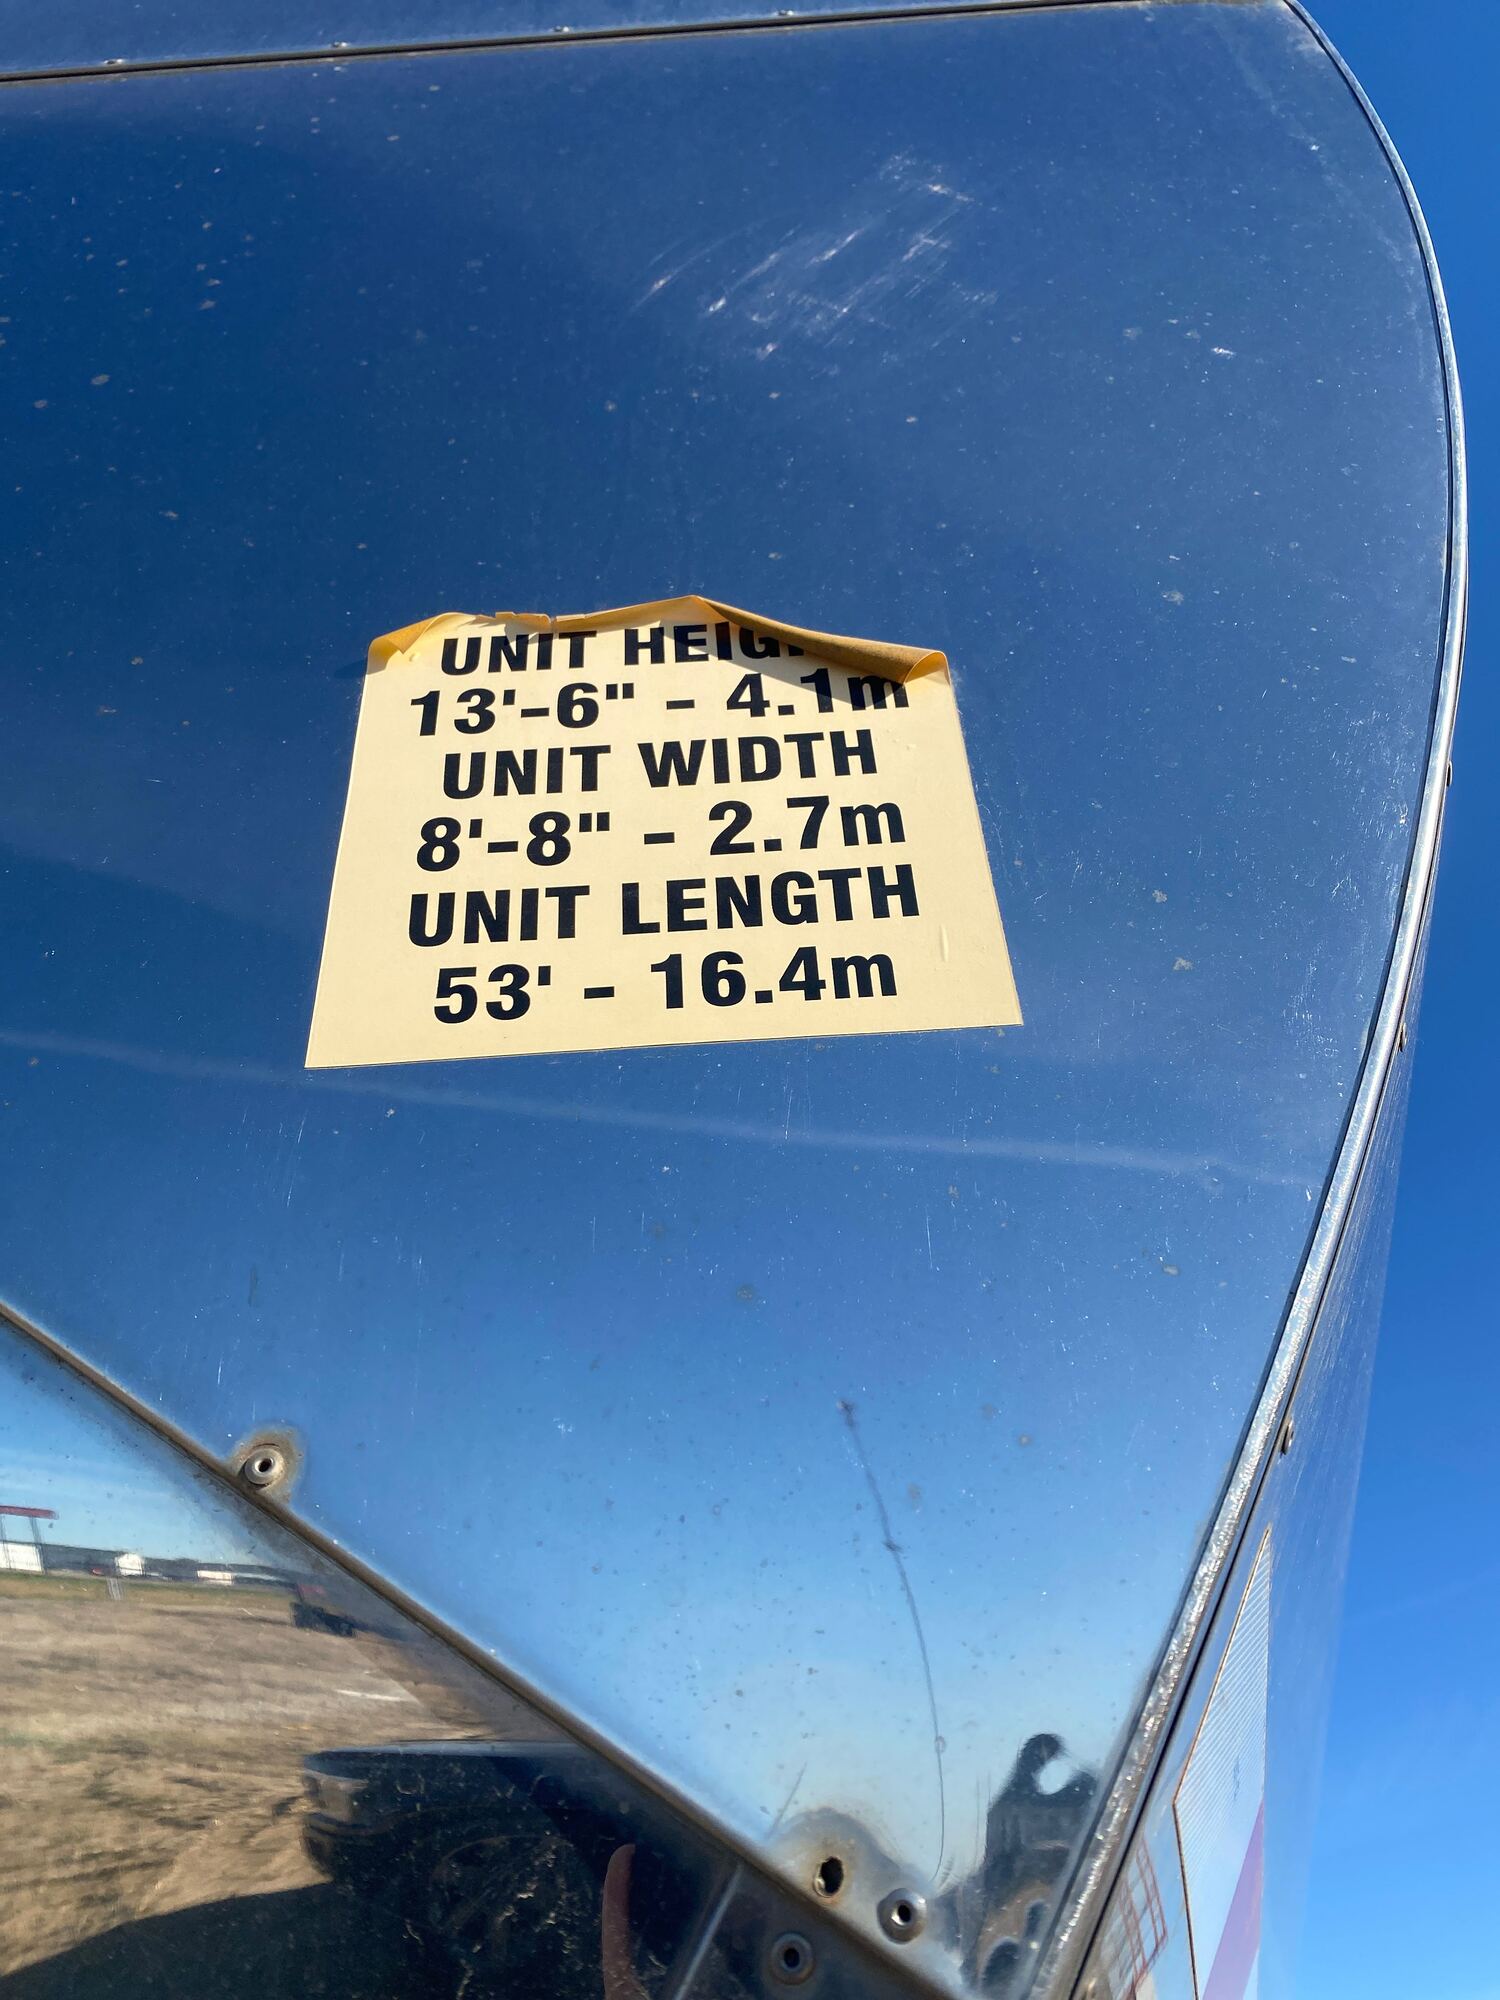 UNIT HEIG
13'-6" - 4.1m
UNIT WIDTH
8'-8" - 2.7m
UNIT LENGTH
53' - 16.4m